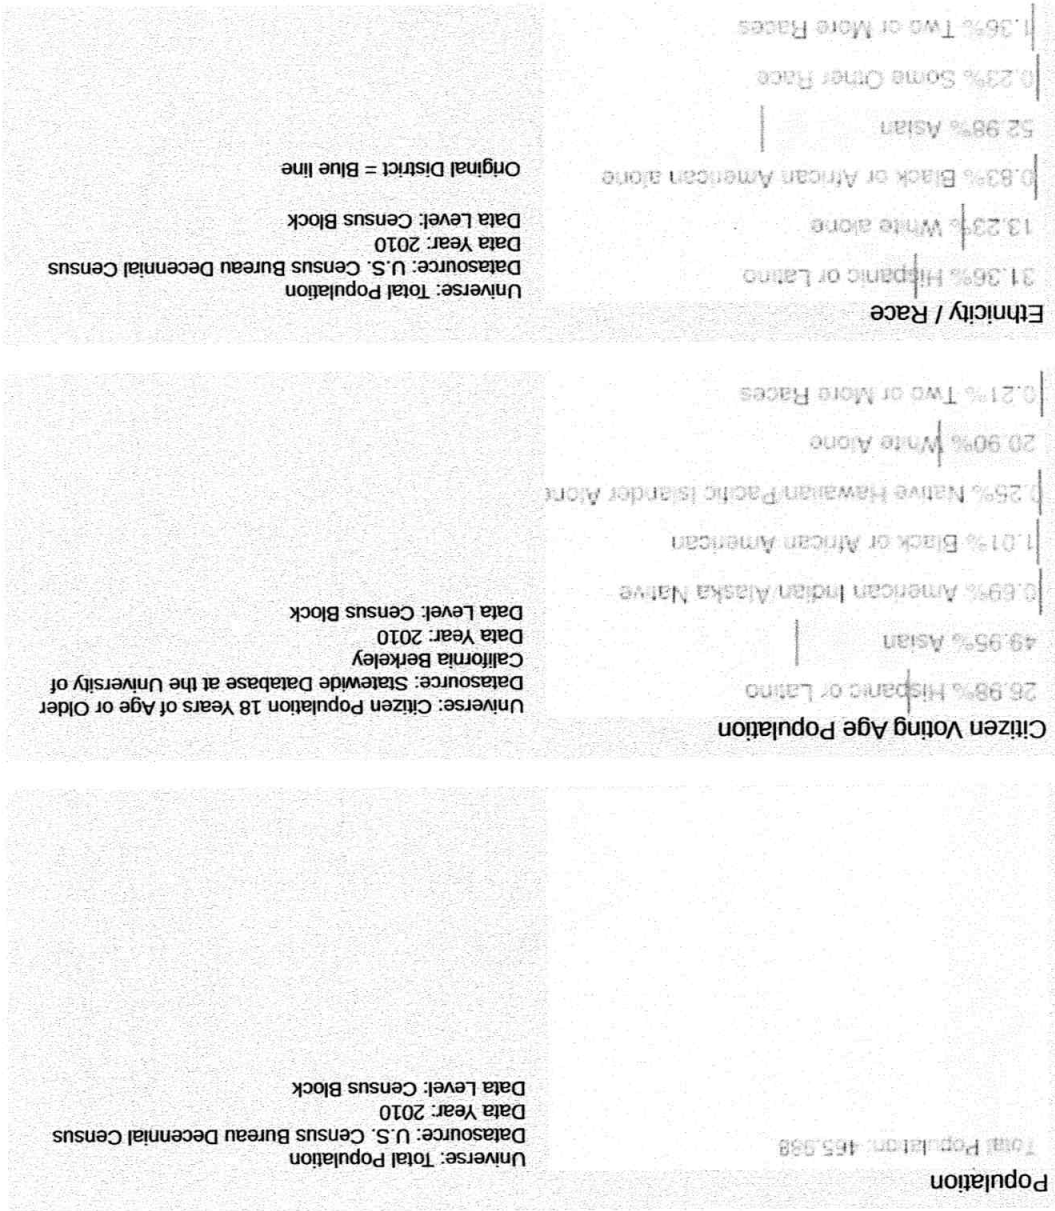 Population
Total Population: 465,988
Universe: Total Population
Datasource: U.S. Census Bureau Decennial Census
Data Year: 2010
Data Level: Census Block
Citizen Voting Age Population
26.98% Hispanic or Latino
49.95% Asian
0.69% American Indian/Alaska Native
1.01% Black or African American
0.25% Native Hawaiian/Pacific Islander Alone
20.90% White Alone
0.21% Two or More Races
Universe: Citizen Population 18 Years of Age or Older
Datasource: Statewide Database at the University of
California Berkeley
Data Year: 2010
Data Level: Census Block
Ethnicity / Race
31.36% Hispanic or Latino
13.23% White alone
0.83% Black or African American alone
52.98% Asian
0.23% Some Other Race
1.36% Two or More Races
Universe: Total Population
Datasource: U.S. Census Bureau Decennial Census
Data Year: 2010
Data Level: Census Block
Original District = Blue line